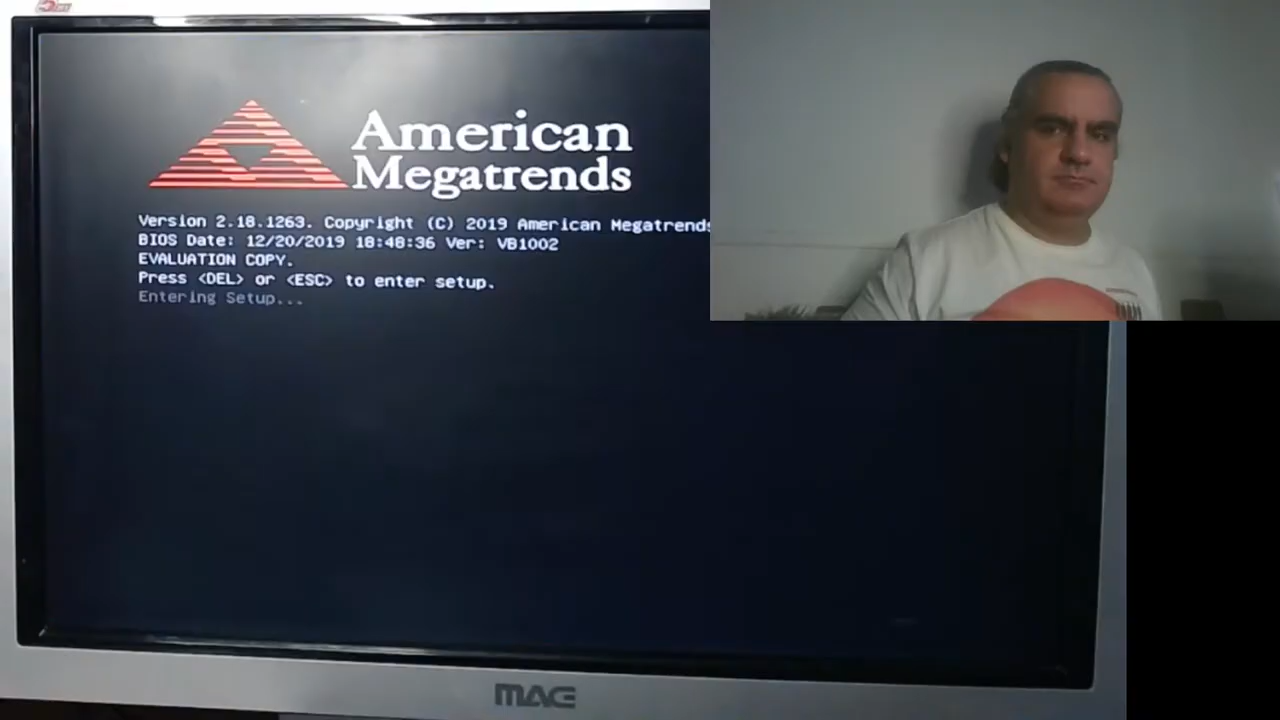 American
Megatrends
Version 2.18.1263. Copyright (C) 2019 American Megatrends
BIOS Date: 12/20/2019 18:48:36 Ver: VB1002
EVALUATION COPY.
Press <DEL> or <ESC> to enter setup.
Entering Setup...
MAG